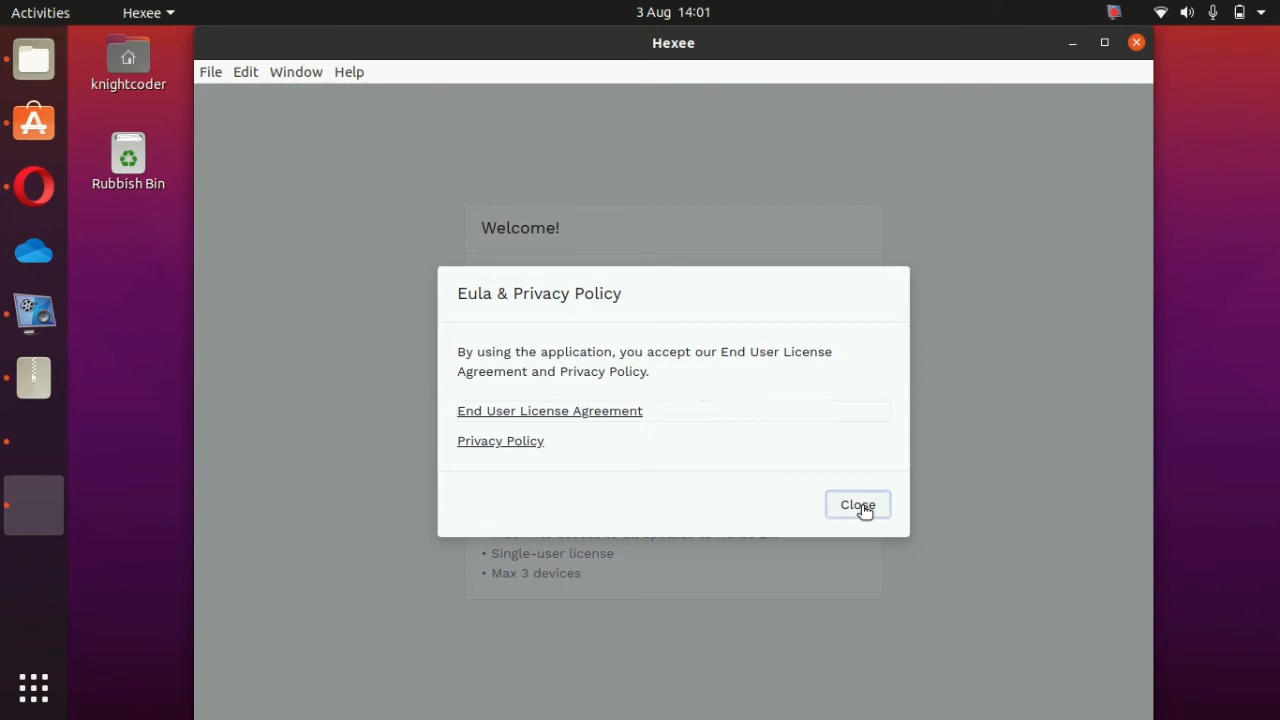 Activities
Hexee
3 Aug 14:01
Hexee
knightcoder
File Edit Window Help
Rubbish Bin
Welcome!
Eula & Privacy Policy
By using the application, you accept our End User License
Agreement and Privacy Policy.
End User License Agreement
Privacy Policy
Close
• Single-user license
• Max 3 devices